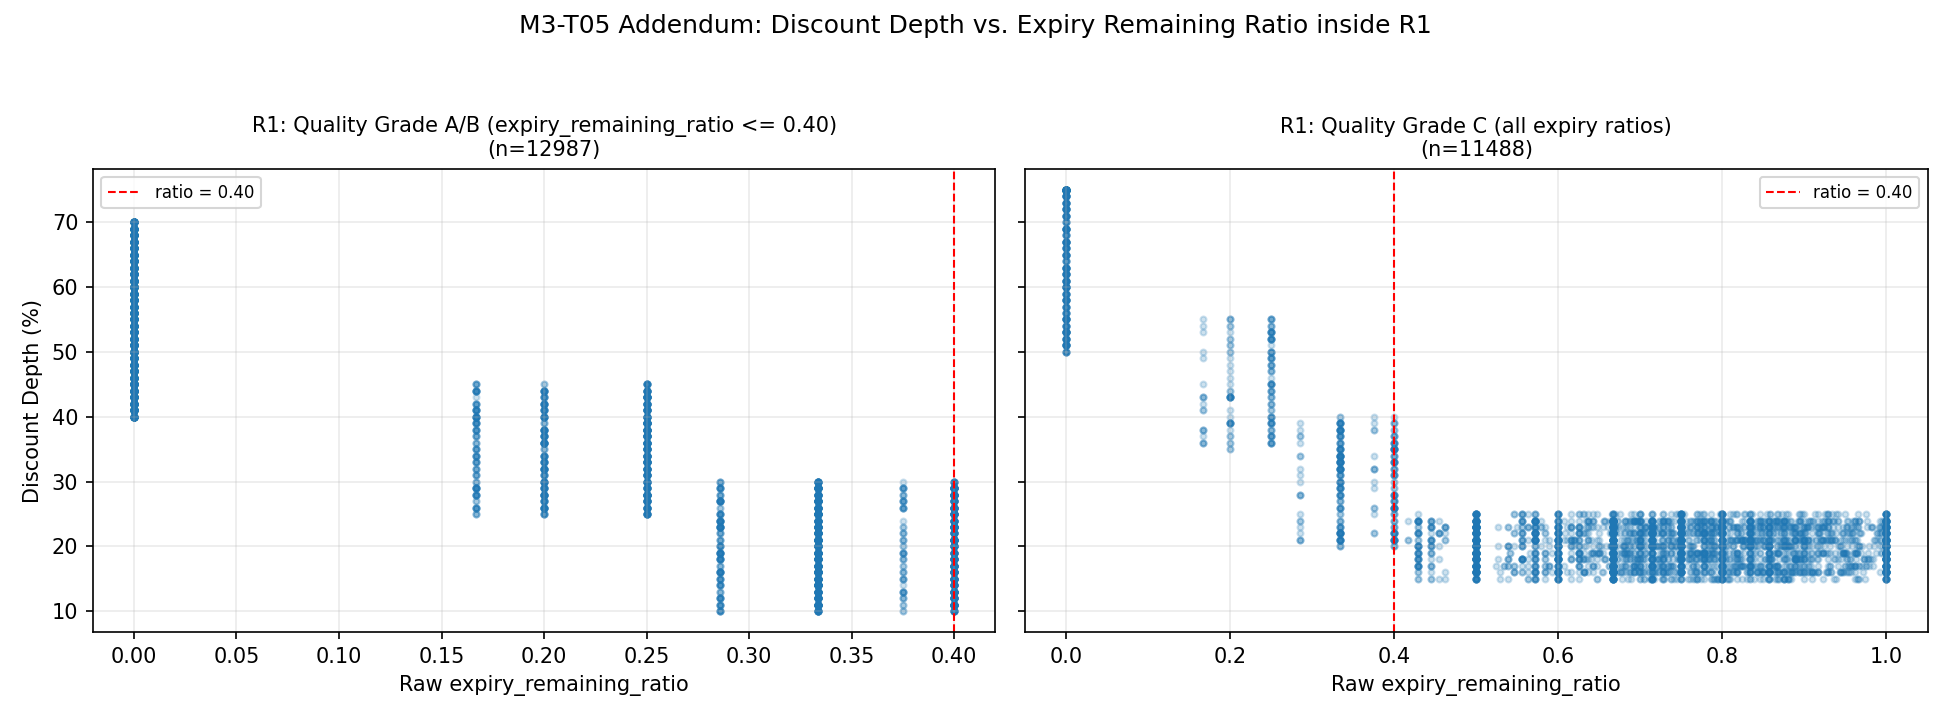 M3-T05 Addendum: Discount Depth vs. Expiry Remaining Ratio inside R1
R1: Quality Grade A/B (expiry_remaining_ratio <= 0.40)
(n=12987)
ratio = 0.40
Discount Depth (%)
70
60
50
40
30
20
10
0.00 0.05 0.10 0.15 0.20 0.25 0.30 0.35 0.40
Raw expiry_remaining_ratio
R1: Quality Grade C (all expiry ratios)
(n=11488)
ratio = 0.40
0.0 0.2 0.4 0.6 0.8 1.0
Raw expiry_remaining_ratio